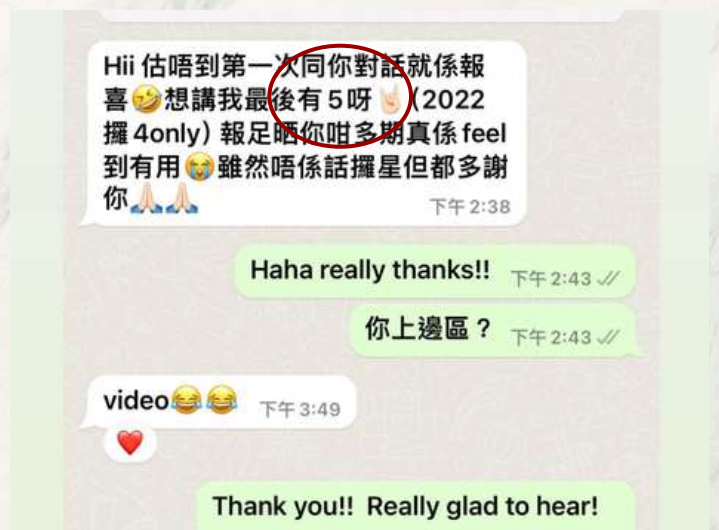 Hii 估唔到第一次同你對話就係報
喜🤣想講我最後有5呀🤘🏻(2022
攞4only) 報足晒你咁多期真係feel
到有用😭雖然唔係話攞星但都多謝
你🙏🏻🙏🏻 下午 2:38
Haha really thanks!! 下午 2:43
你上邊區? 下午 2:43
video😂😂 下午 3:49
❤️
Thank you!! Really glad to hear!